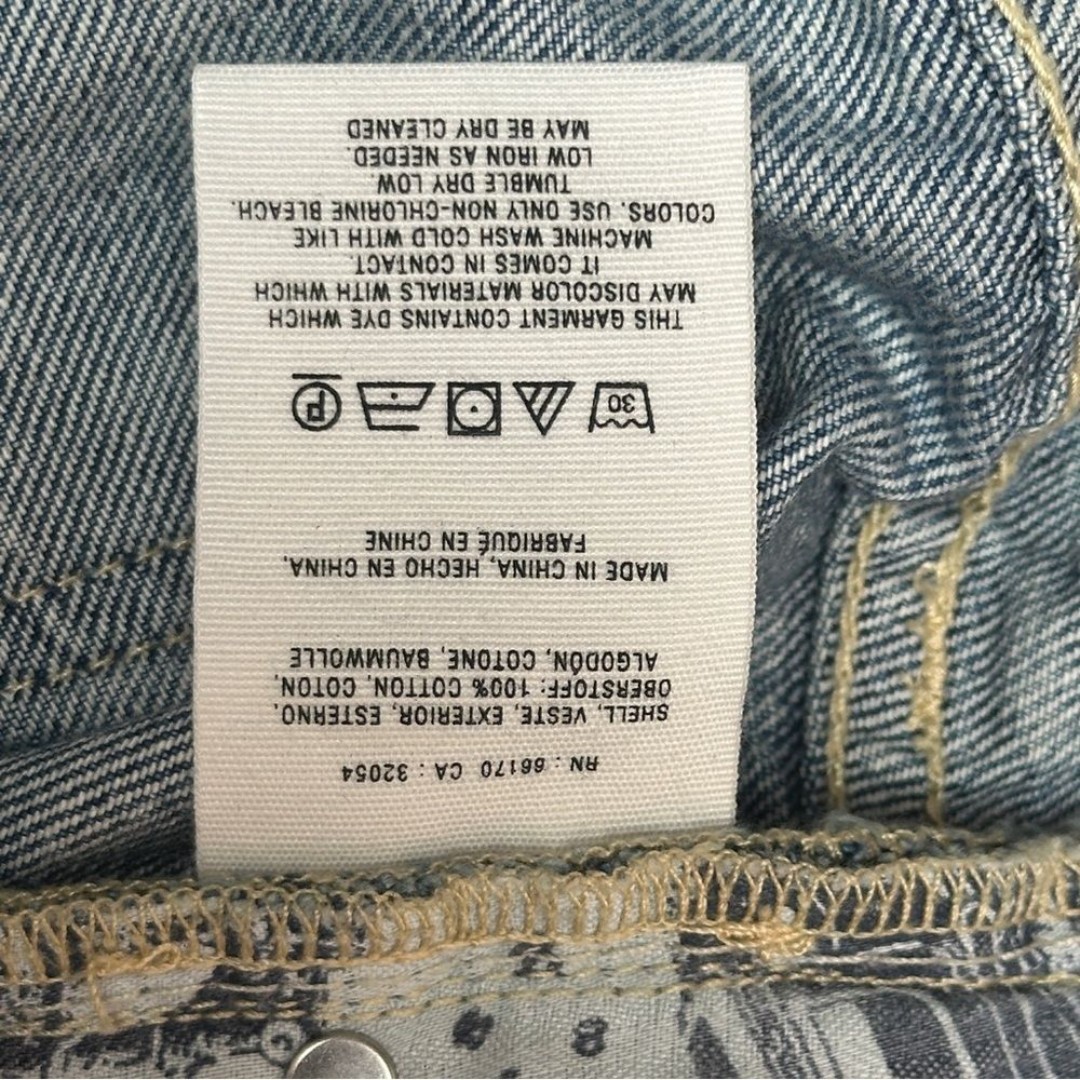 RN : 66170 CA : 32054
SHELL, VESTE, EXTERIOR, ESTERNO,
OBERSTOFF: 100% COTTON, COTON,
ALGODÓN, COTONE, BAUMWOLLE
MADE IN CHINA, HECHO EN CHINA,
FABRIQUÉ EN CHINE
30
P
THIS GARMENT CONTAINS DYE WHICH
MAY DISCOLOR MATERIALS WITH WHICH
IT COMES IN CONTACT.
MACHINE WASH COLD WITH LIKE
COLORS. USE ONLY NON-CHLORINE BLEACH.
TUMBLE DRY LOW.
LOW IRON AS NEEDED.
MAY BE DRY CLEANED